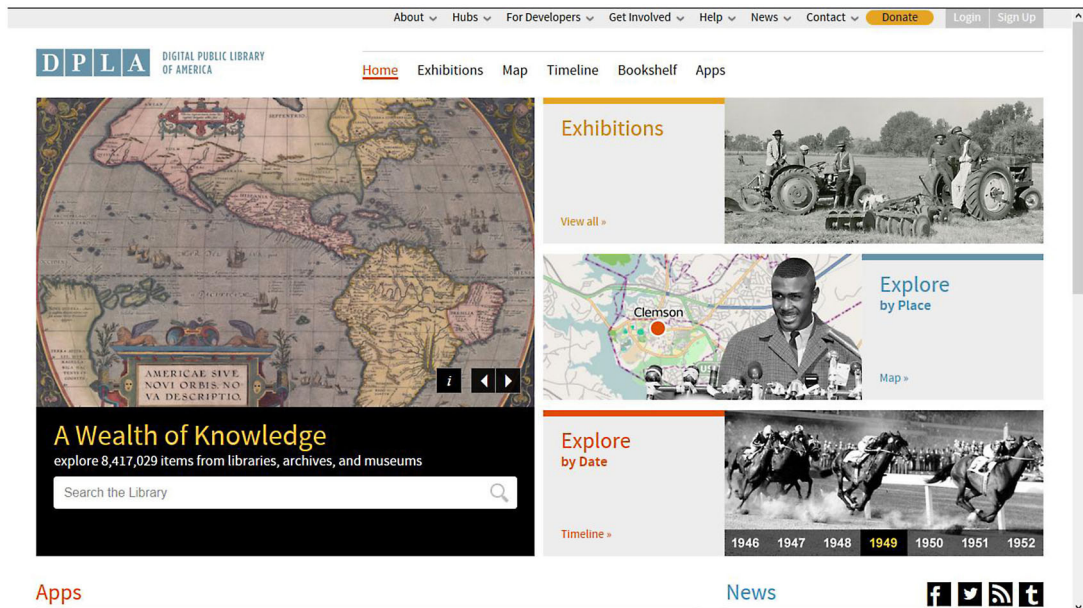 About Hubs For Developers Get Involved Help News Contact Donate Login Sign Up
DPLA
DIGITAL PUBLIC LIBRARY
OF AMERICA
Home Exhibitions Map Timeline Bookshelf Apps
SEPTENTRIO
AMERICAE SIVE
NOVI ORBIS, NO-
VA DESCRIPTIO.
i
A Wealth of Knowledge
explore 8,417,029 items from libraries, archives, and museums
Search the Library
Exhibitions
View all »
Clemson
Explore
by Place
Map »
Explore
by Date
Timeline »
1946 1947 1948 1949 1950 1951 1952
Apps
News
f t